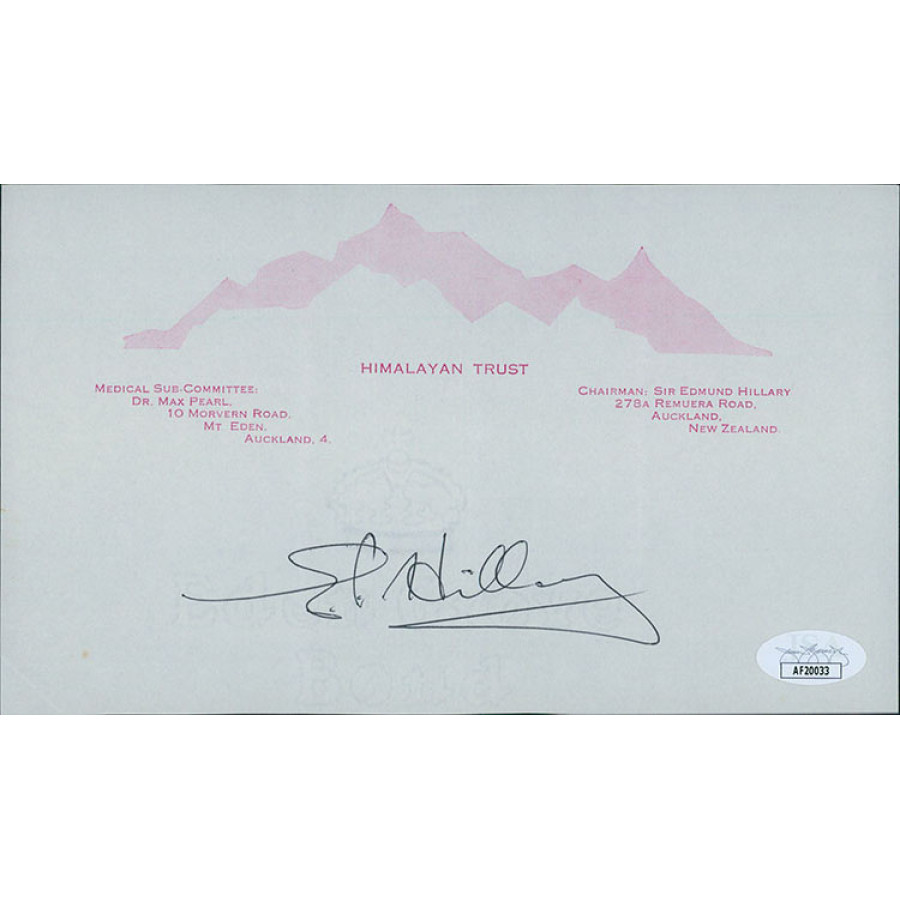 HIMALAYAN TRUST
MEDICAL SUB-COMMITTEE:
DR. MAX PEARL,
10 MORVERN ROAD,
MT EDEN,
AUCKLAND, 4.
CHAIRMAN: SIR EDMUND HILLARY
278A REMUERA ROAD,
AUCKLAND,
NEW ZEALAND
E.P. Hillary
AF20033